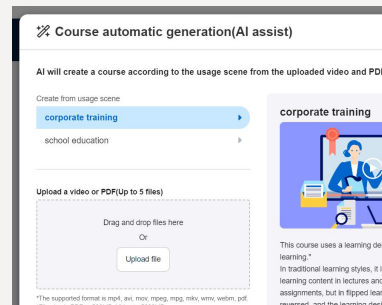 Course automatic generation(AI assist)
AI will create a course according to the usage scene from the uploaded video and PDF
Create from usage scene
corporate training
school education
Upload a video or PDF(Up to 5 files)
Drag and drop files here
Or
Upload file
*The supported format is mp4, avi, mov, mpeg, mpg, mkv, wmv, webm, pdf.
corporate training
This course uses a learning de
learning."
In traditional learning styles, it i
learning content in lectures and
assignments, but in flipped lear
reversed, and the learning desi